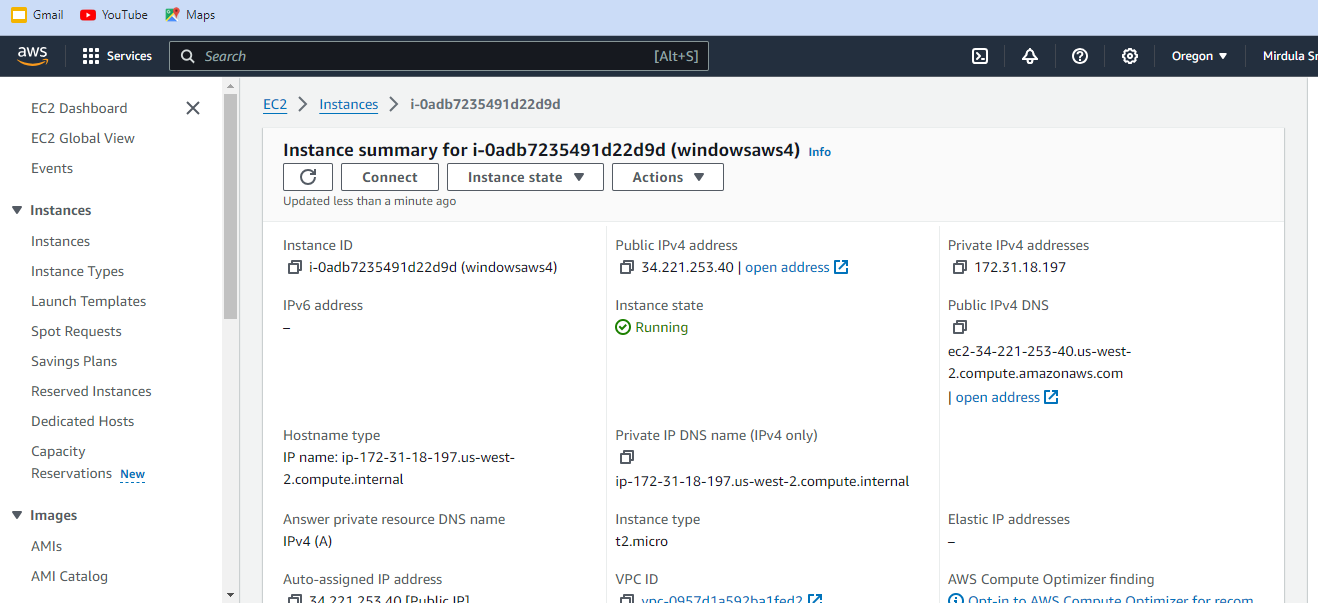 Gmail YouTube Maps
aws Services Search [Alt+S] Oregon Mirdula
EC2 Dashboard
EC2 Global View
Events
Instances
Instances
Instance Types
Launch Templates
Spot Requests
Savings Plans
Reserved Instances
Dedicated Hosts
Capacity
Reservations New
Images
AMIs
AMI Catalog
EC2 Instances i-0adb7235491d22d9d
Instance summary for i-0adb7235491d22d9d (windowsaws4) Info
Connect Instance state Actions
Updated less than a minute ago
Instance ID
i-0adb7235491d22d9d (windowsaws4)
Public IPv4 address
34.221.253.40 | open address
Private IPv4 addresses
172.31.18.197
IPv6 address
–
Instance state
Running
Public IPv4 DNS
ec2-34-221-253-40.us-west-
2.compute.amazonaws.com
| open address
Hostname type
IP name: ip-172-31-18-197.us-west-
2.compute.internal
Private IP DNS name (IPv4 only)
ip-172-31-18-197.us-west-2.compute.internal
Answer private resource DNS name
IPv4 (A)
Instance type
t2.micro
Elastic IP addresses
–
Auto-assigned IP address
34.221.253.40 [Public IP]
VPC ID
vpc-0957d1a592ba1fed2
AWS Compute Optimizer finding
Opt-in to AWS Compute Optimizer for recom